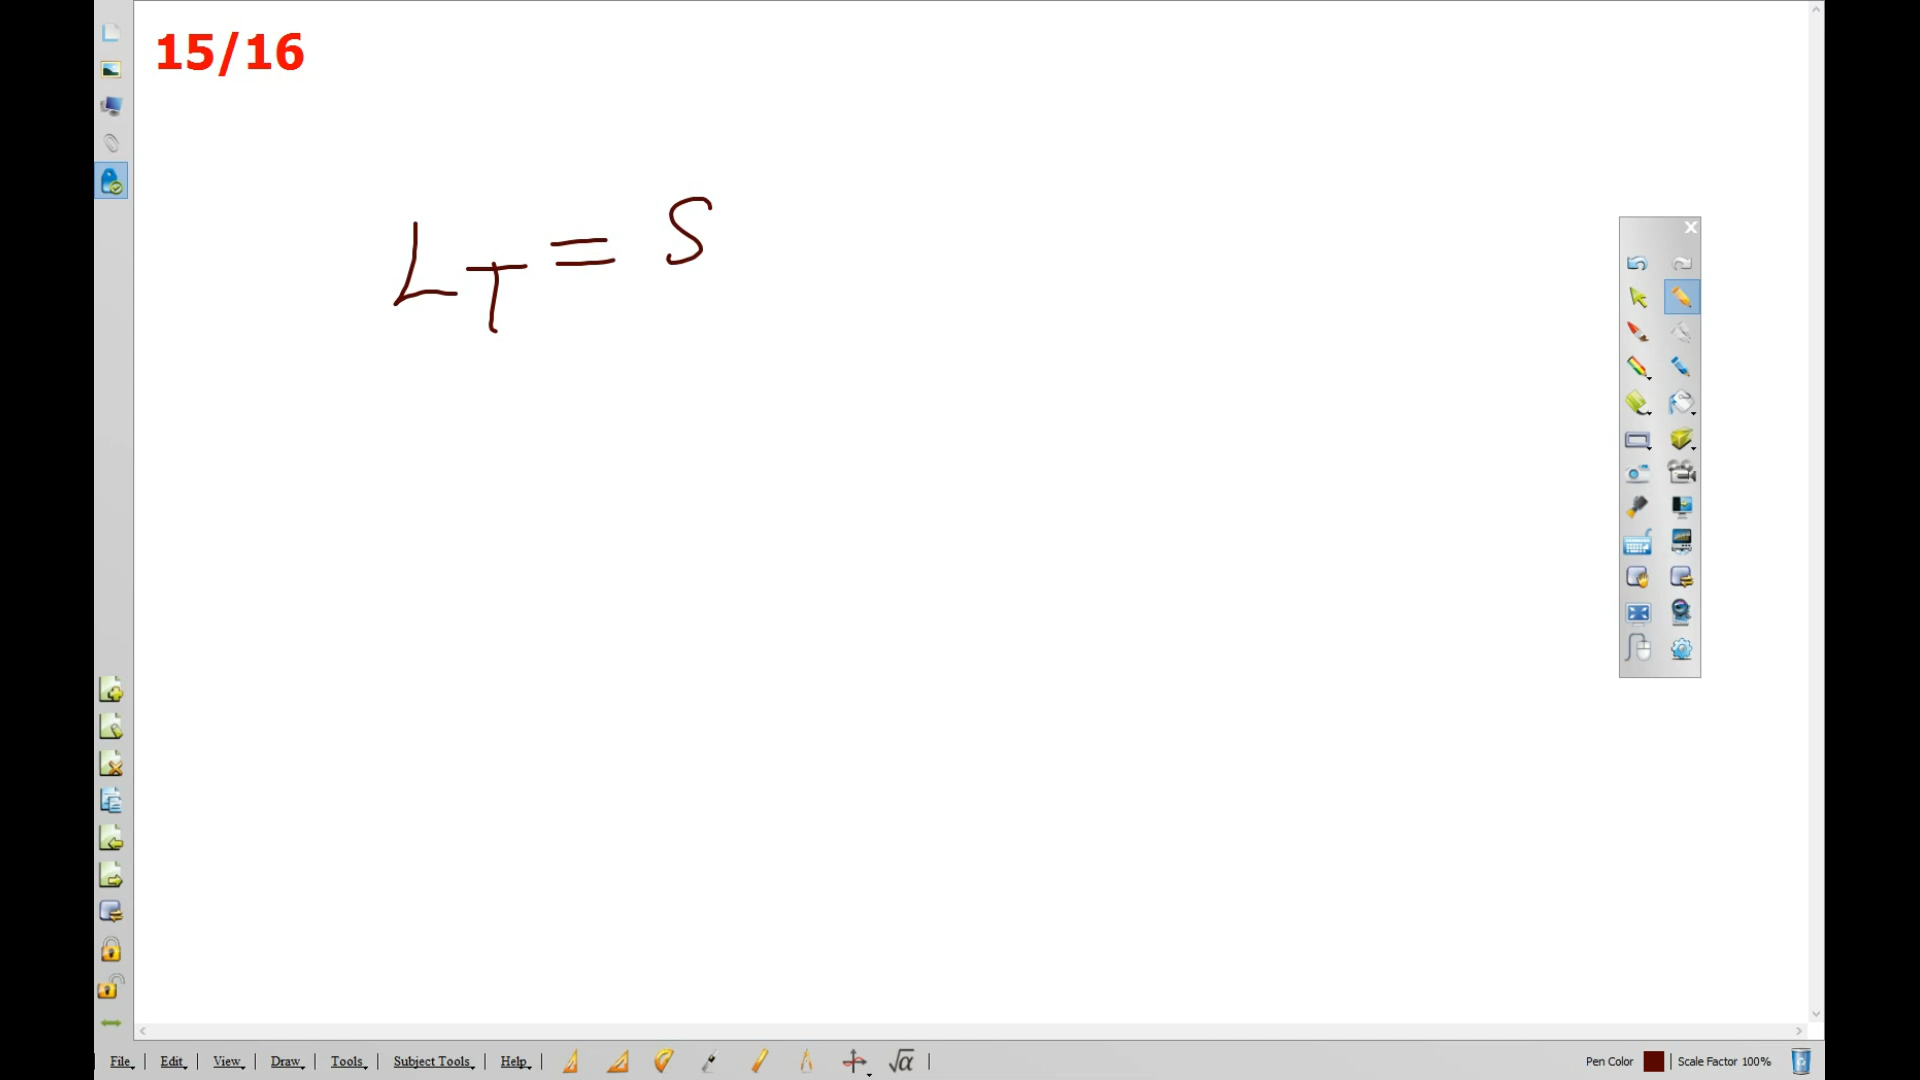 15/16
L_T = S
File
Edit
View
Draw
Tools
Subject Tools
Help
√α
Pen Color
Scale Factor 100%